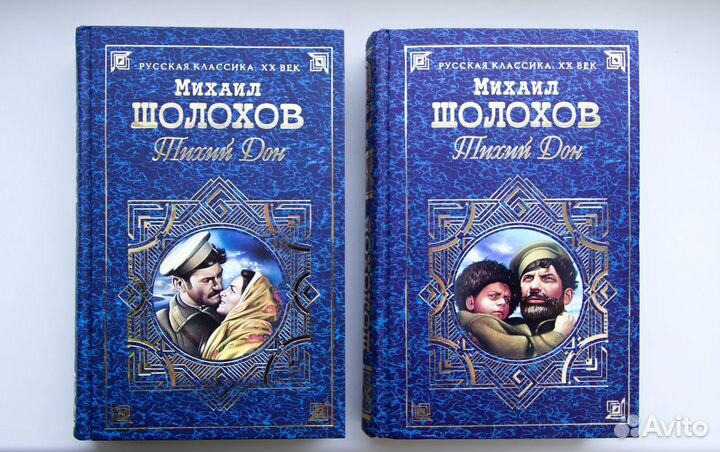 РУССКАЯ КЛАССИКА. XX ВЕК
МИХАИЛ
ШОЛОХОВ
Тихий Дон
РУССКАЯ КЛАССИКА. XX ВЕК
МИХАИЛ
ШОЛОХОВ
Тихий Дон
Avito